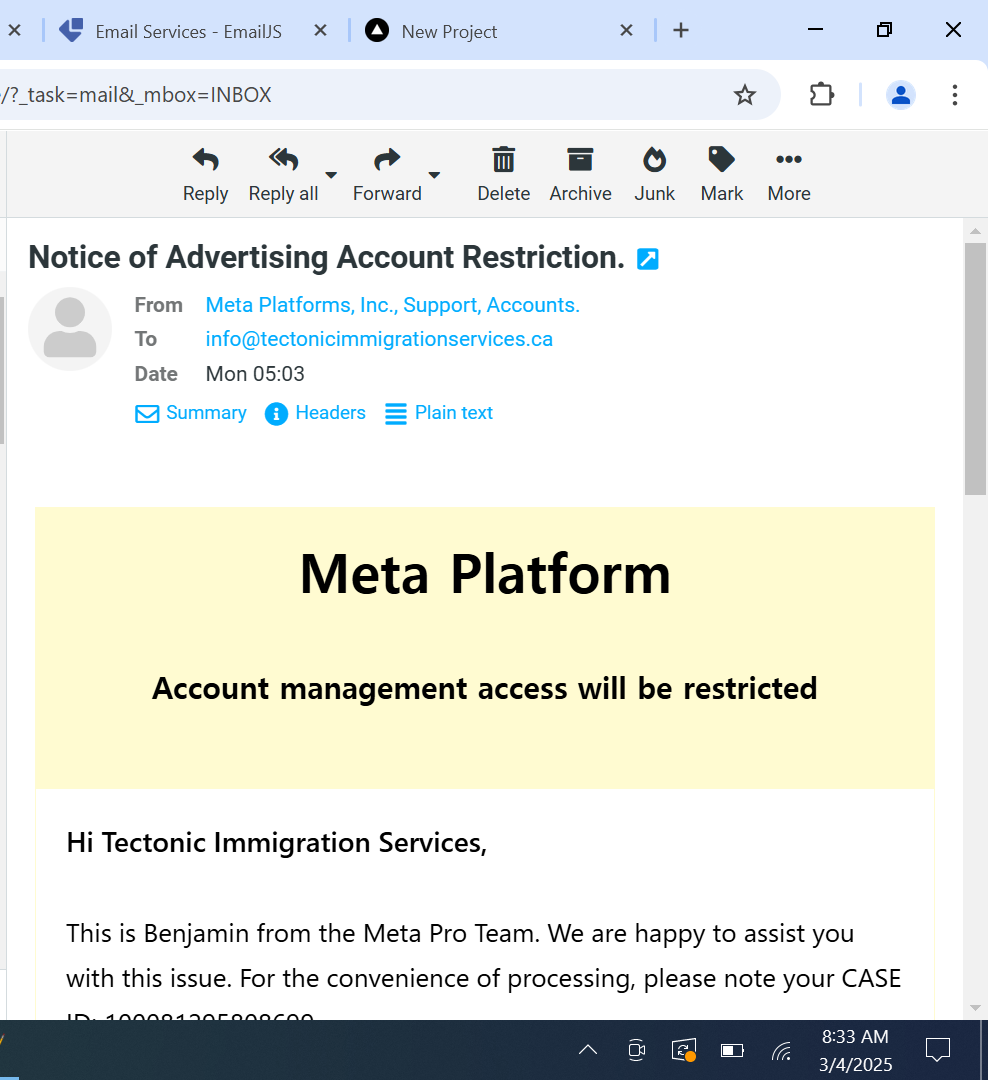 Email Services - EmailJS
New Project
/?_task=mail&_mbox=INBOX
Reply
Reply all
Forward
Delete
Archive
Junk
Mark
More
Notice of Advertising Account Restriction.
From Meta Platforms, Inc., Support, Accounts.
To info@tectonicimmigrationservices.ca
Date Mon 05:03
Summary Headers Plain text
Meta Platform
Account management access will be restricted
Hi Tectonic Immigration Services,
This is Benjamin from the Meta Pro Team. We are happy to assist you
with this issue. For the convenience of processing, please note your CASE
ID:
8:33 AM
3/4/2025